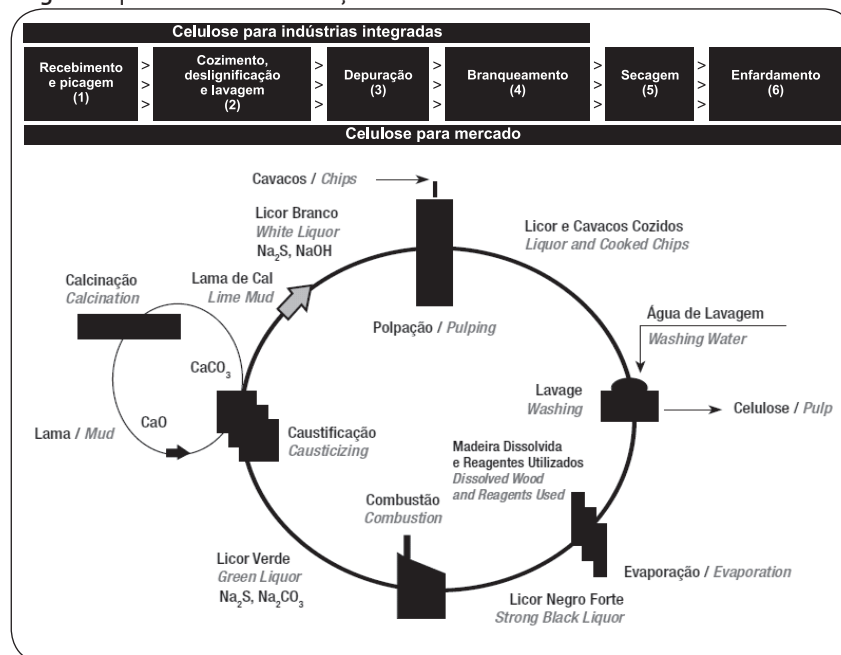 Celulose para indústrias integradas
Recebimento
e picagem
(1)
>
>
>
Cozimento,
deslignificação
e lavagem
(2)
>
>
>
Depuração
(3)
>
>
>
Branqueamento
(4)
>
>
>
Secagem
(5)
>
>
>
Enfardamento
(6)
Celulose para mercado
Cavacos / Chips
Licor Branco
White Liquor
Na₂S, NaOH
Licor e Cavacos Cozidos
Liquor and Cooked Chips
Calcinação
Calcination
Lama de Cal
Lime Mud
Água de Lavagem
Washing Water
Polpação / Pulping
CaCO₃
Lavage
Washing
Celulose / Pulp
CaO
Lama / Mud
Caustificação
Causticizing
Madeira Dissolvida
e Reagentes Utilizados
Dissolved Wood
and Reagents Used
Combustão
Combustion
Licor Verde
Green Liquor
Na₂S, Na₂CO₃
Evaporação / Evaporation
Licor Negro Forte
Strong Black Liquor